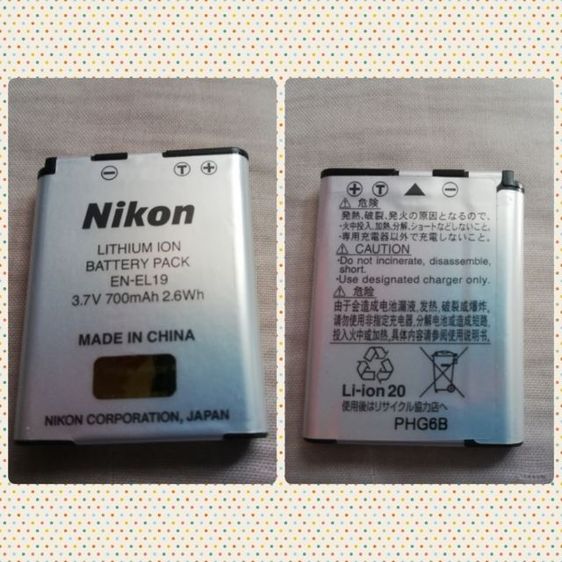 Nikon
LITHIUM ION
BATTERY PACK
EN-EL19
3.7V 700mAh 2.6Wh
MADE IN CHINA
NIKON CORPORATION, JAPAN
⚠ 危険
発熱、破裂、発火の原因となるので、
・火中投入、加熱、分解、ショートなどしないこと。
・専用充電器以外で充電しないこと。
⚠ CAUTION
·Do not incinerate, disassemble,
short.
·Use designated charger only.
⚠ 危险
由于会造成电池漏液，发热，破裂或爆炸，
请勿使用非指定充电器，分解电池或造成短路，
投入火中或加热。具体内容请参阅使用说明书。
Li-ion 20
使用後はリサイクル協力店へ
PHG6B